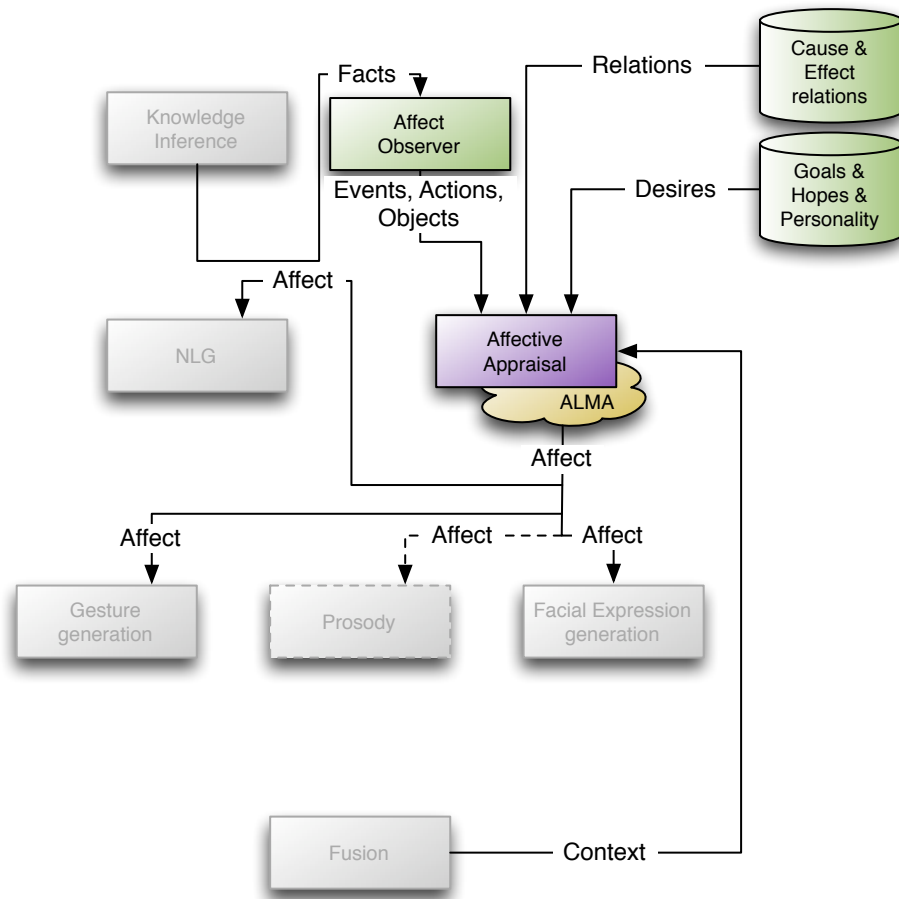 Cause &
Effect
relations
Relations
Facts
Knowledge
Inference
Affect
Observer
Goals &
Hopes &
Personality
Desires
Events, Actions,
Objects
Affect
NLG
Affective
Appraisal
ALMA
Affect
Affect
Affect
Affect
Gesture
generation
Prosody
Facial Expression
generation
Fusion
Context